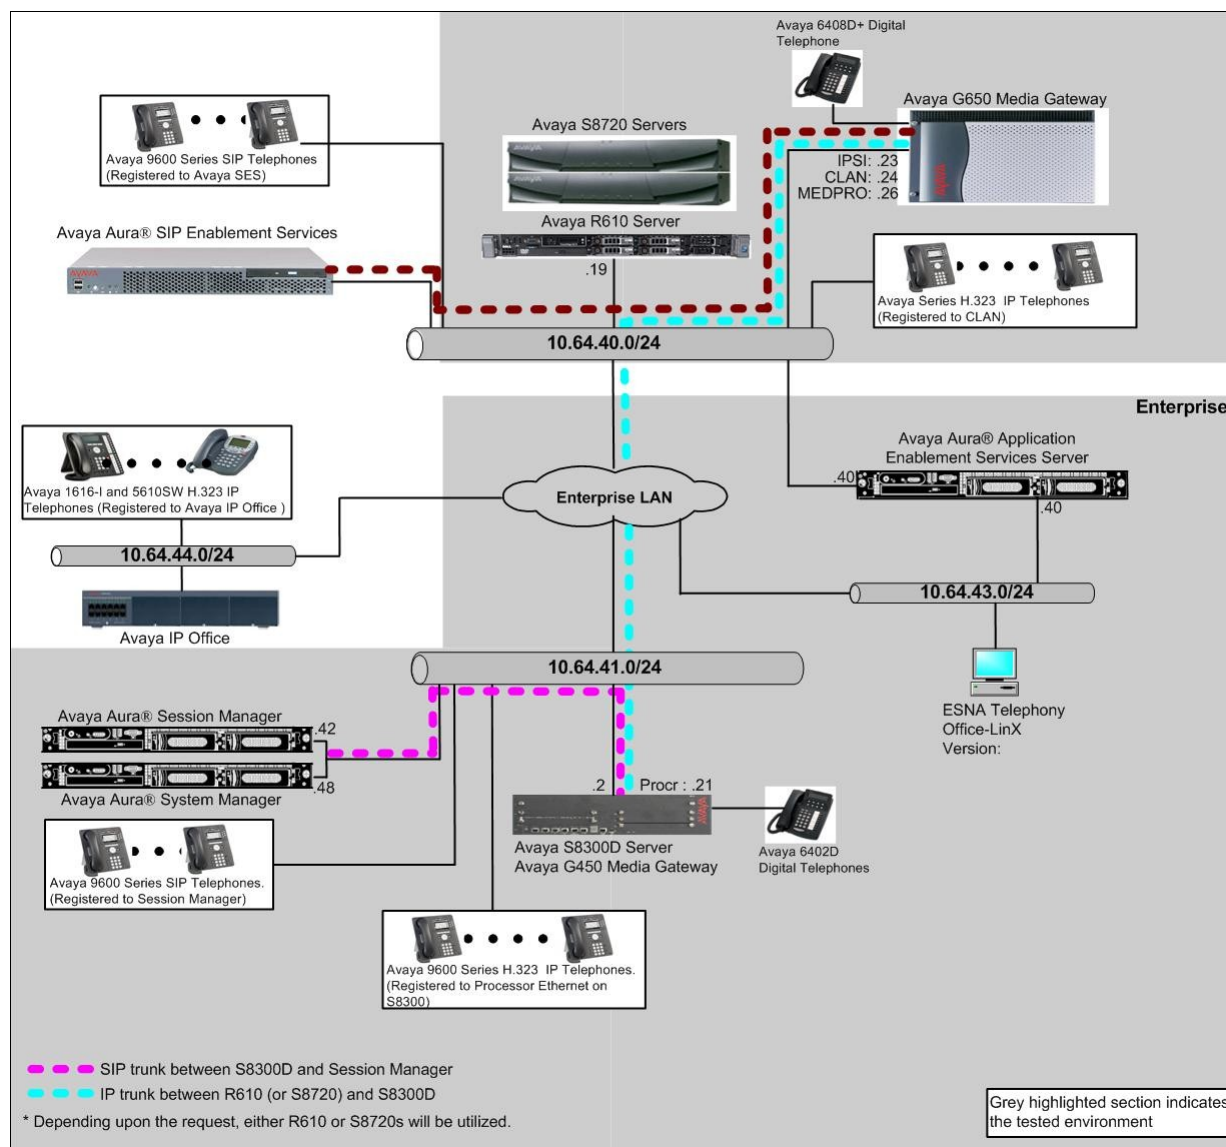 Avaya 6408D+ Digital
Telephone
Avaya G650 Media Gateway
Avaya S8720 Servers
IPSI: .23
CLAN: .24
MEDPRO: .26
Avaya 9600 Series SIP Telephones
(Registered to Avaya SES)
Avaya R610 Server
.19
Avaya Aura® SIP Enablement Services
AVAYA
Avaya Series H.323 IP Telephones
(Registered to CLAN)
10.64.40.0/24
Enterprise
Avaya Aura® Application
Enablement Services Server
.40
.40
Avaya 1616-I and 5610SW H.323 IP
Telephones (Registered to Avaya IP Office )
Enterprise LAN
10.64.44.0/24
Avaya IP Office
10.64.43.0/24
10.64.41.0/24
ESNA Telephony
Office-LinX
Version:
Avaya Aura® Session Manager
.42
.48
Avaya Aura® System Manager
.2
Procr : .21
Avaya S8300D Server
Avaya G450 Media Gateway
Avaya 6402D
Digital Telephones
Avaya 9600 Series SIP Telephones.
(Registered to Session Manager)
Avaya 9600 Series H.323 IP Telephones.
(Registered to Processor Ethernet on
S8300)
SIP trunk between S8300D and Session Manager
IP trunk between R610 (or S8720) and S8300D
* Depending upon the request, either R610 or S8720s will be utilized.
Grey highlighted section indicates
the tested environment